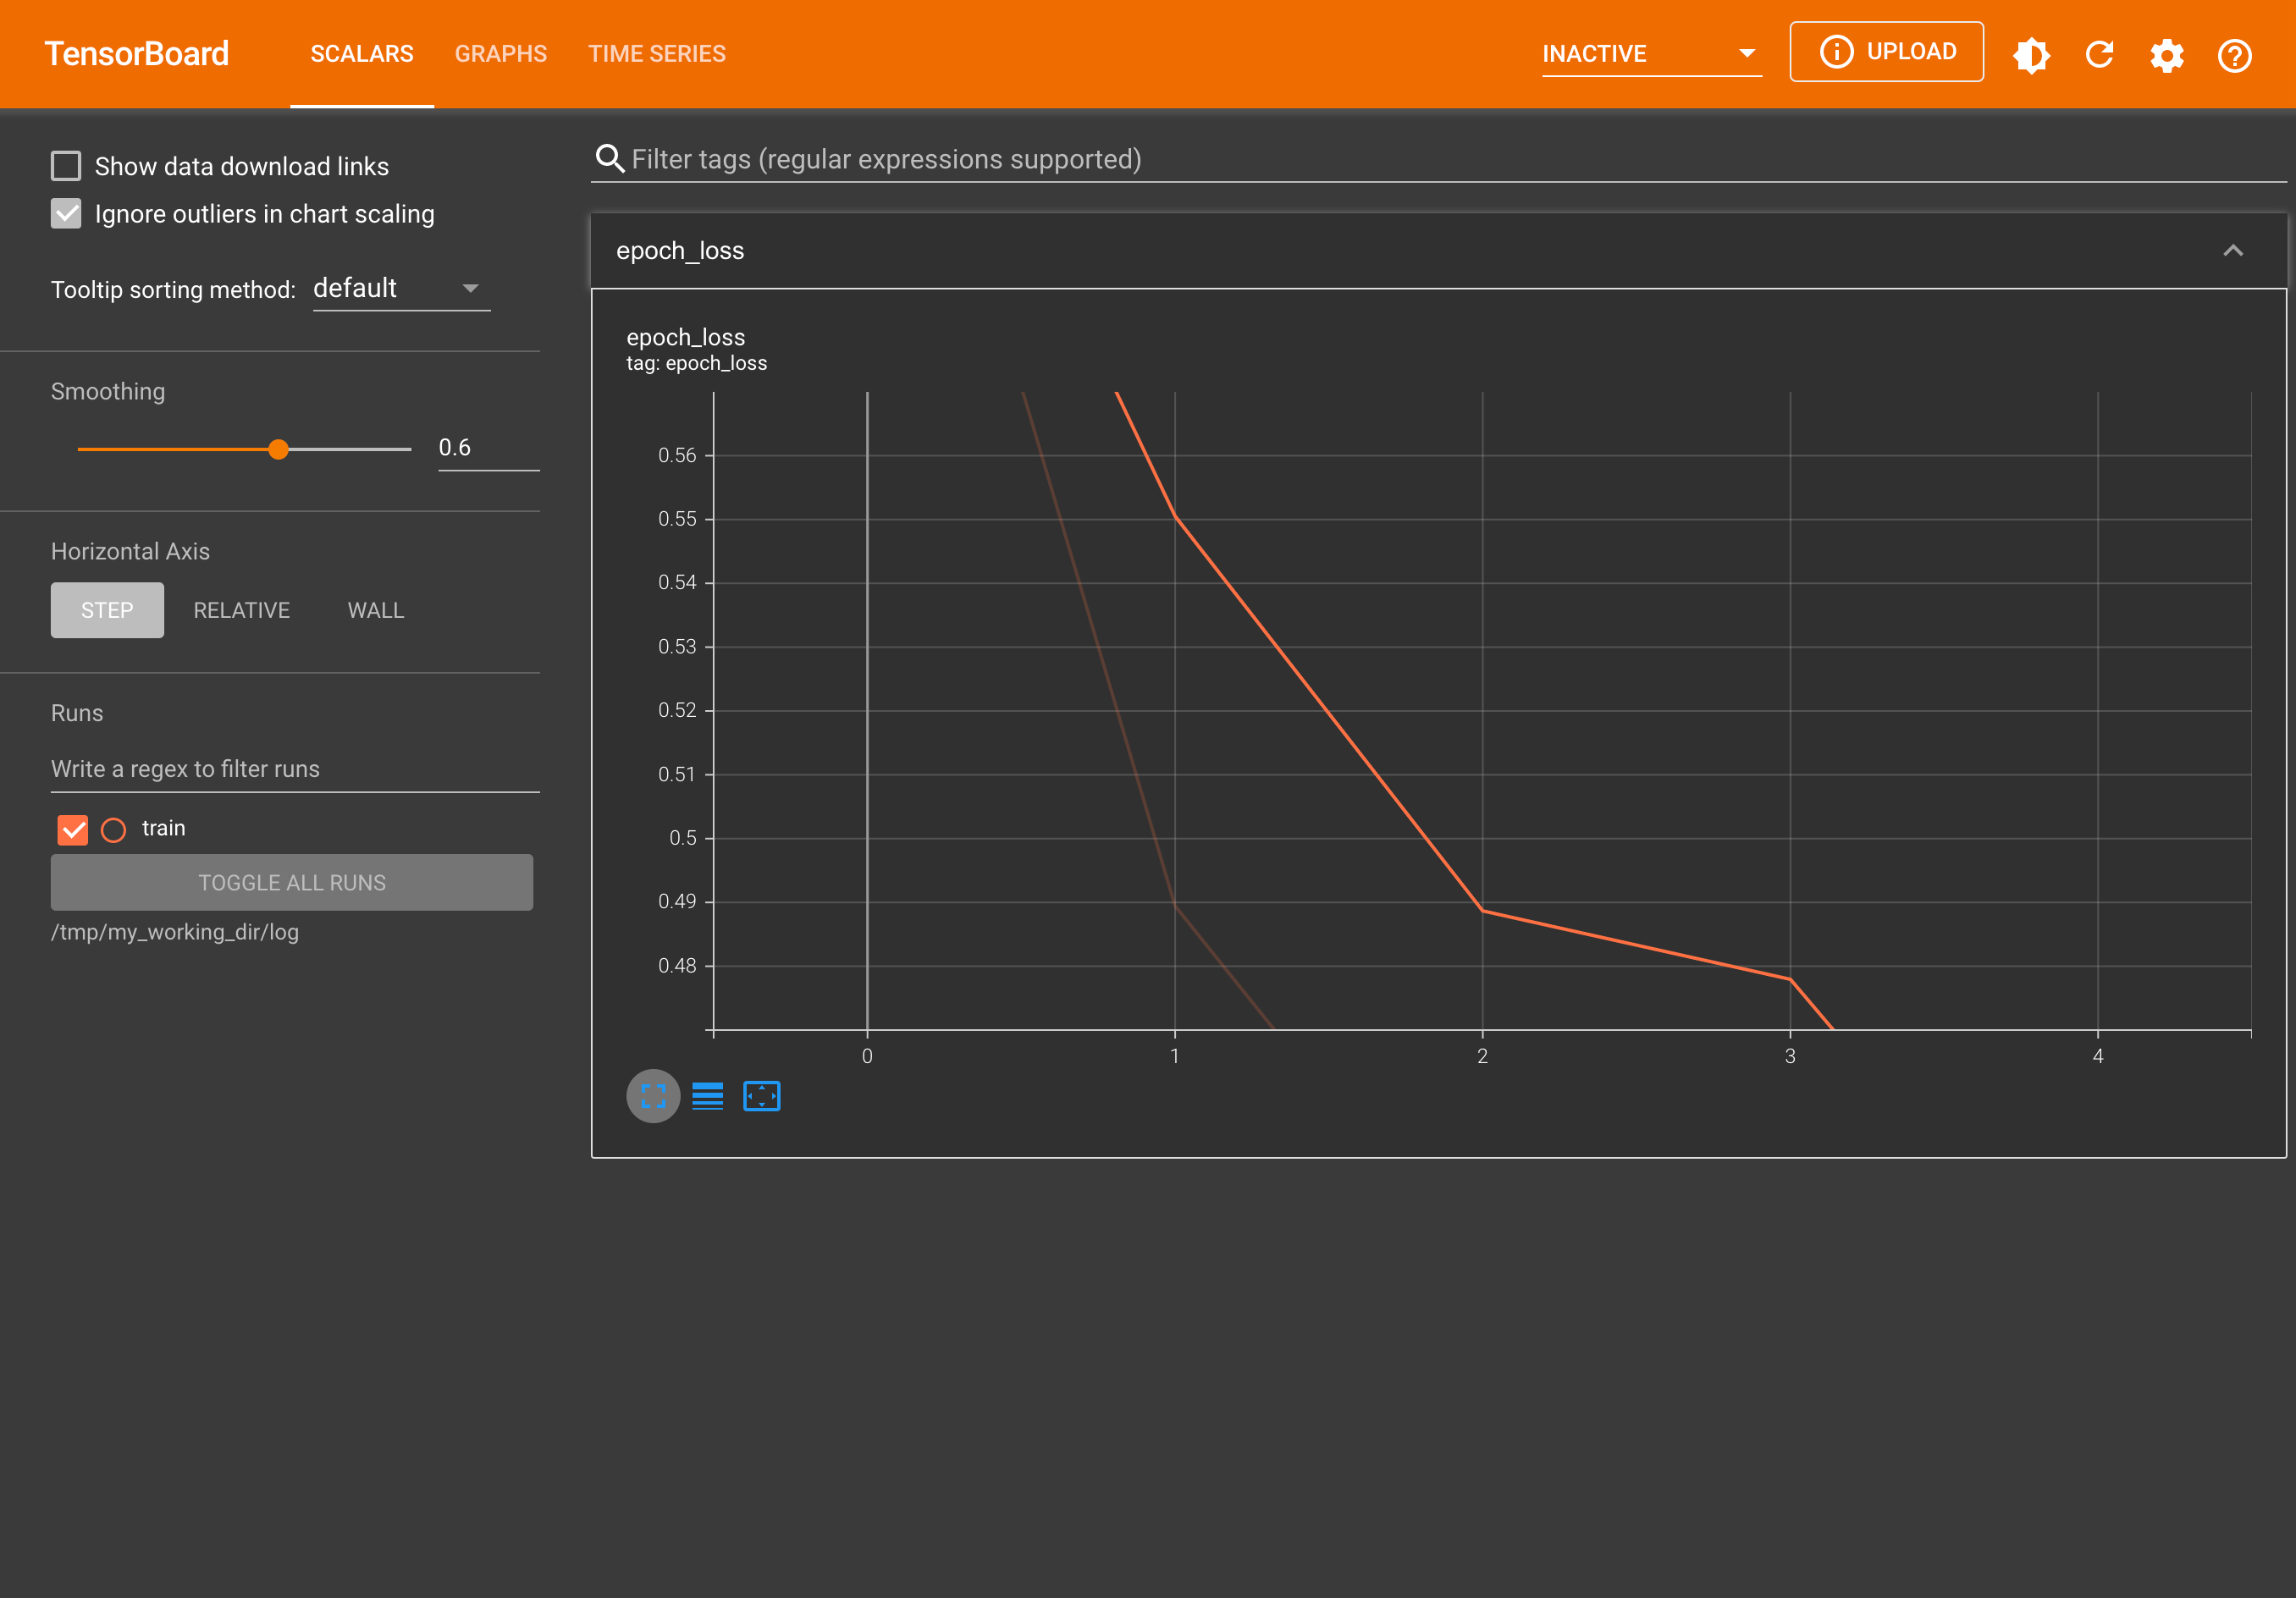 TensorBoard SCALARS GRAPHS TIME SERIES INACTIVE UPLOAD
Show data download links
Ignore outliers in chart scaling
Tooltip sorting method: default
Smoothing
0.6
Horizontal Axis
STEP RELATIVE WALL
Runs
Write a regex to filter runs
train
TOGGLE ALL RUNS
/tmp/my_working_dir/log
Filter tags (regular expressions supported)
epoch_loss
epoch_loss
tag: epoch_loss
0.56
0.55
0.54
0.53
0.52
0.51
0.5
0.49
0.48
0 1 2 3 4